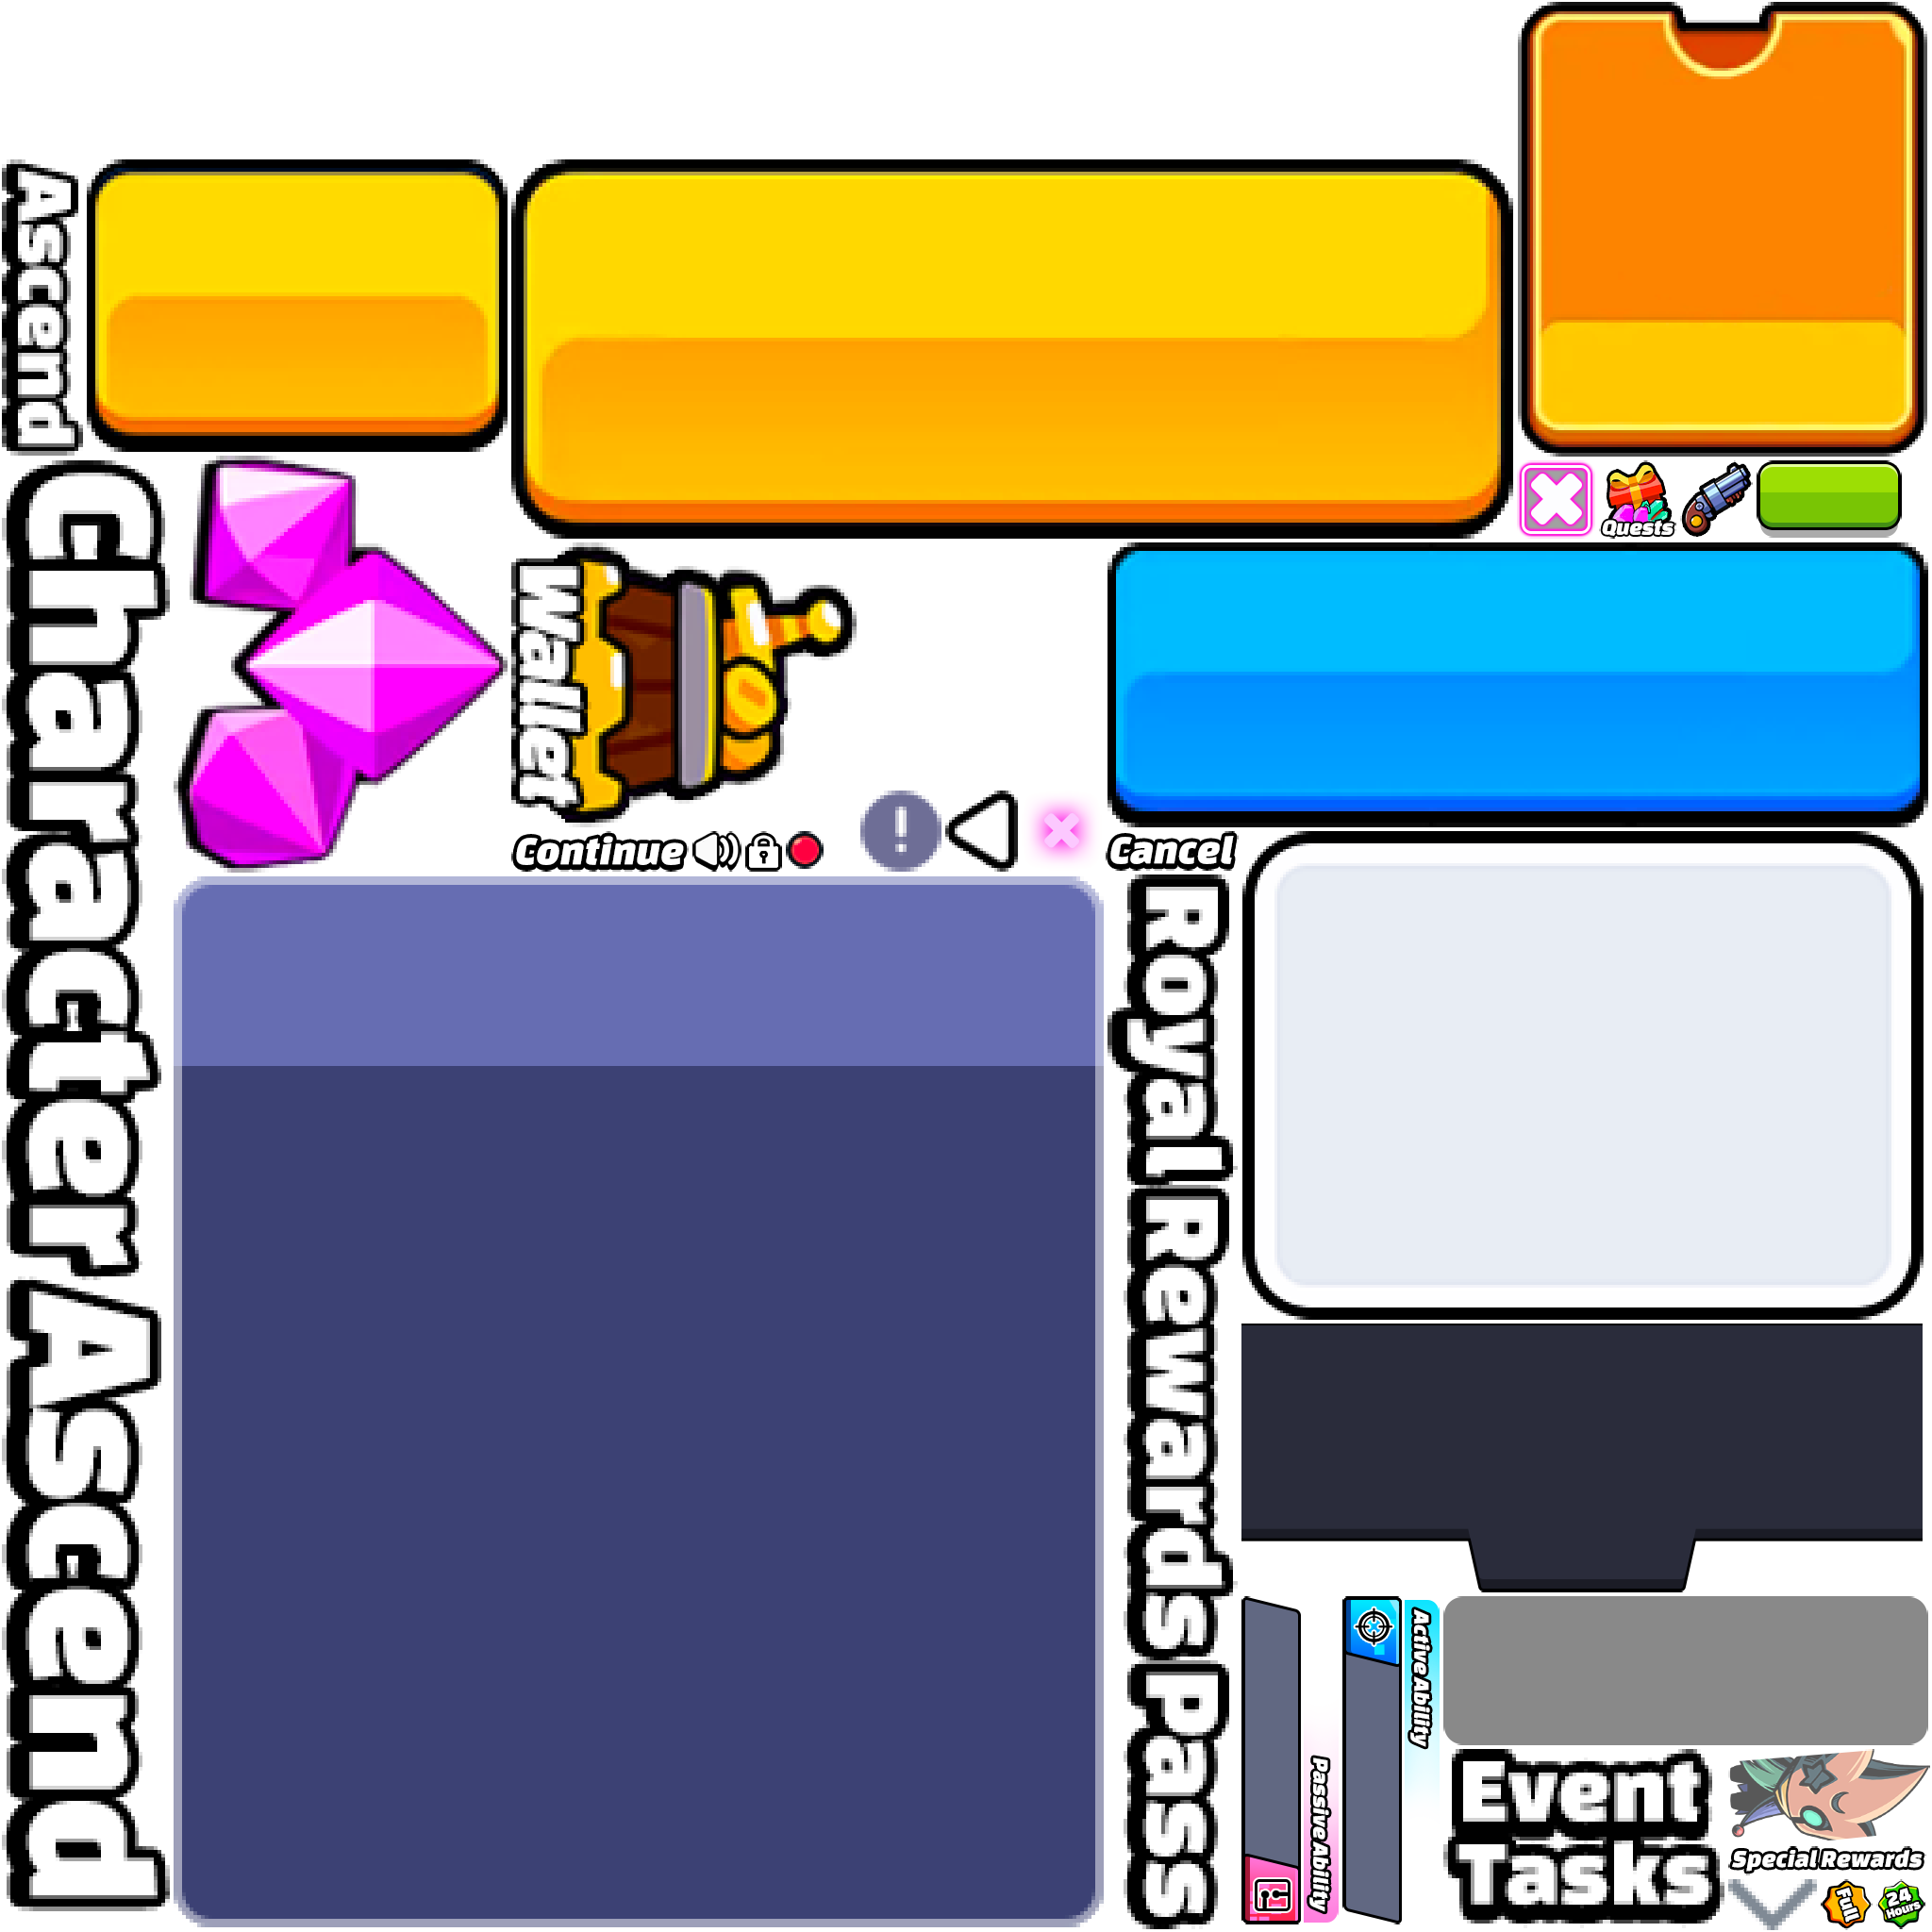 Ascend
Character Ascend
Quests
Wallet
Continue
Cancel
Royal Rewards Pass
Active Ability
Passive Ability
Event
Tasks
Special Rewards
Full
24
Hours